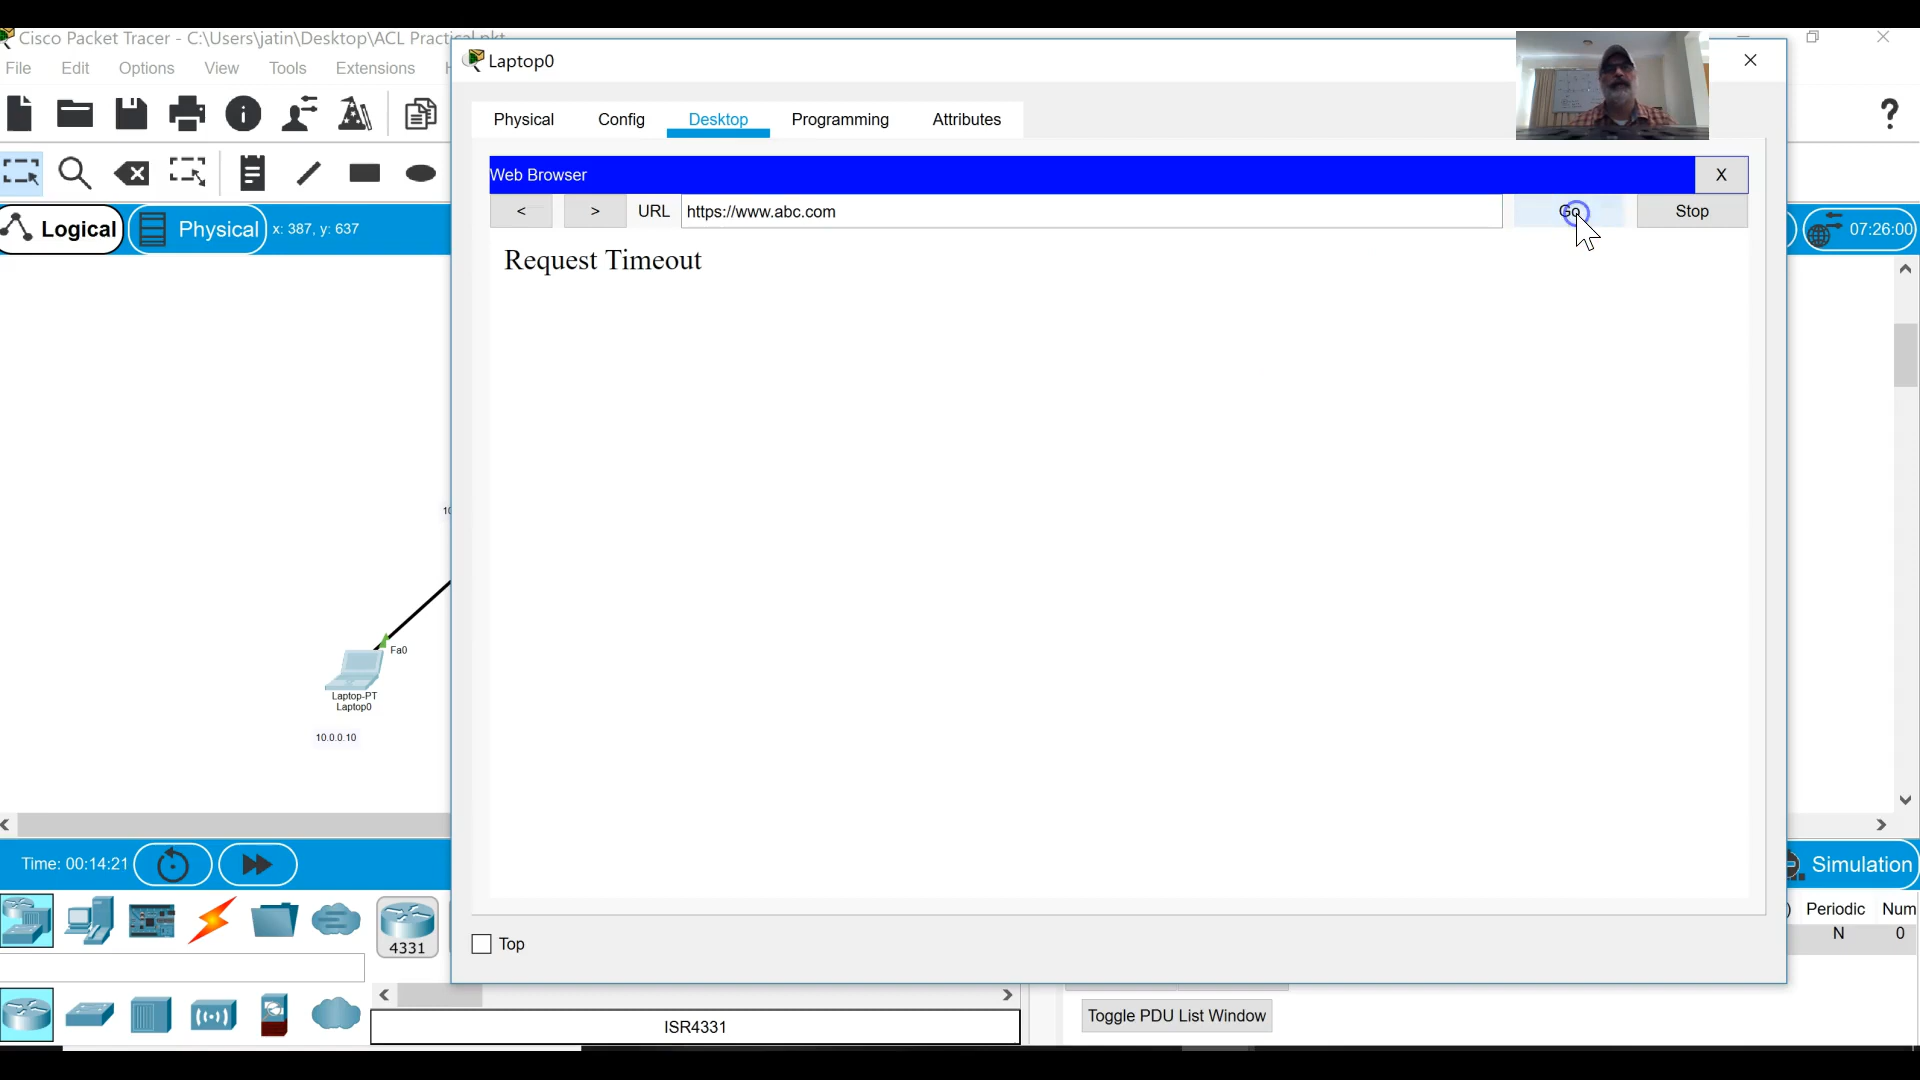 Cisco Packet Tracer - C:\Users\jatin\Desktop\ACL Practical.pkt
File Edit Options View Tools Extensions
Laptop0
Physical Config Desktop Programming Attributes
Web Browser X
< > URL https://www.abc.com Go Stop
Request Timeout
Logical Physical x: 387, y: 637
07:26:00
Fa0
Laptop-PT
Laptop0
10.0.0.10
Time: 00:14:21
Simulation
4331
Top
Periodic Num
N 0
ISR4331
Toggle PDU List Window